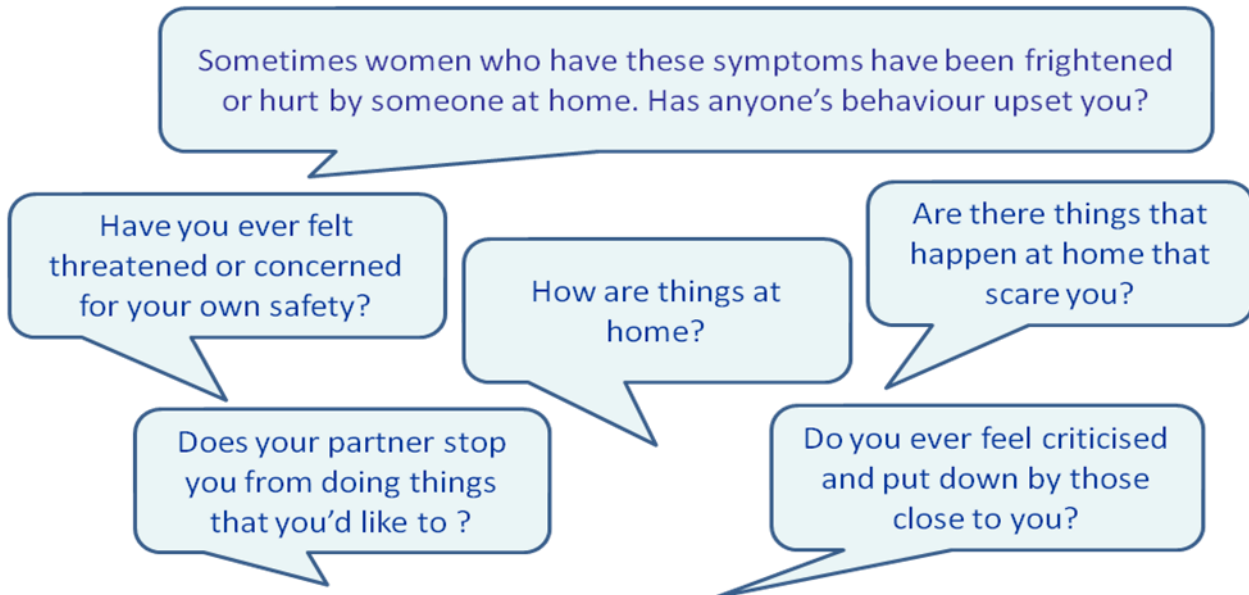 Sometimes women who have these symptoms have been frightened
or hurt by someone at home. Has anyone’s behaviour upset you?
Have you ever felt
threatened or concerned
for your own safety?
How are things at
home?
Are there things that
happen at home that
scare you?
Does your partner stop
you from doing things
that you’d like to ?
Do you ever feel criticised
and put down by those
close to you?